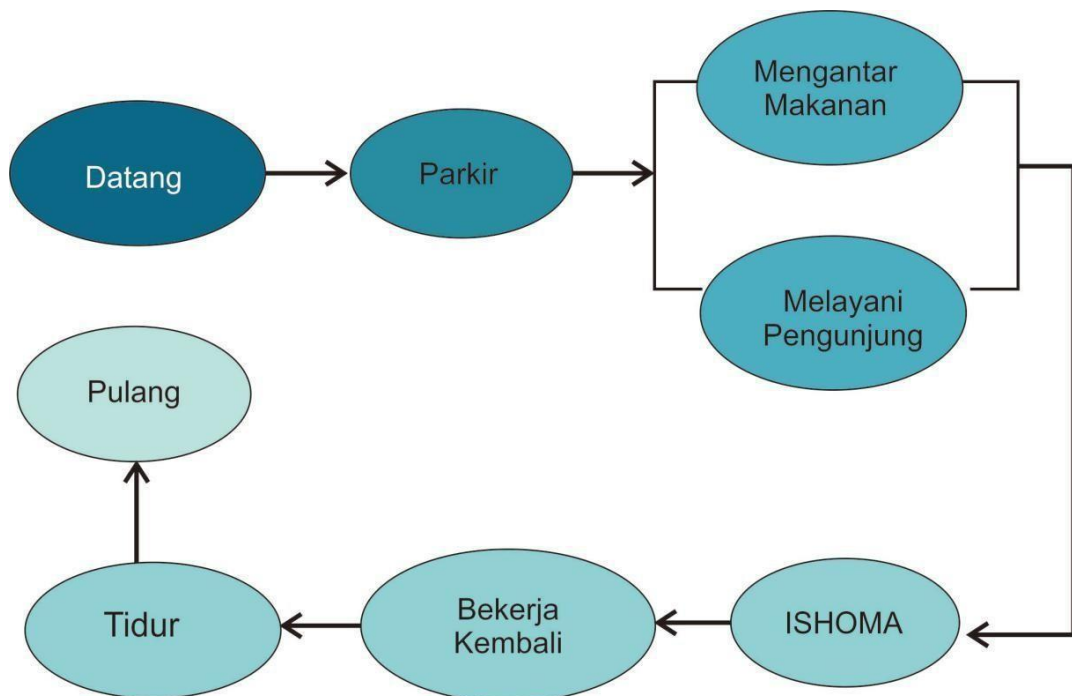 Datang
Parkir
Mengantar
Makanan
Melayani
Pengunjung
ISHOMA
Bekerja
Kembali
Tidur
Pulang